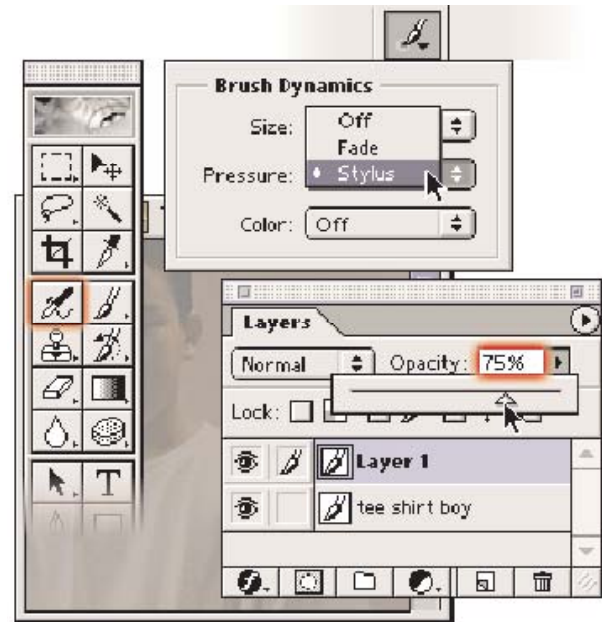 Brush Dynamics
Size:
Off
Fade
Pressure:
Stylus
Color: Off
Layers
Normal
Opacity: 75%
Lock:
Layer 1
T
tee shirt boy